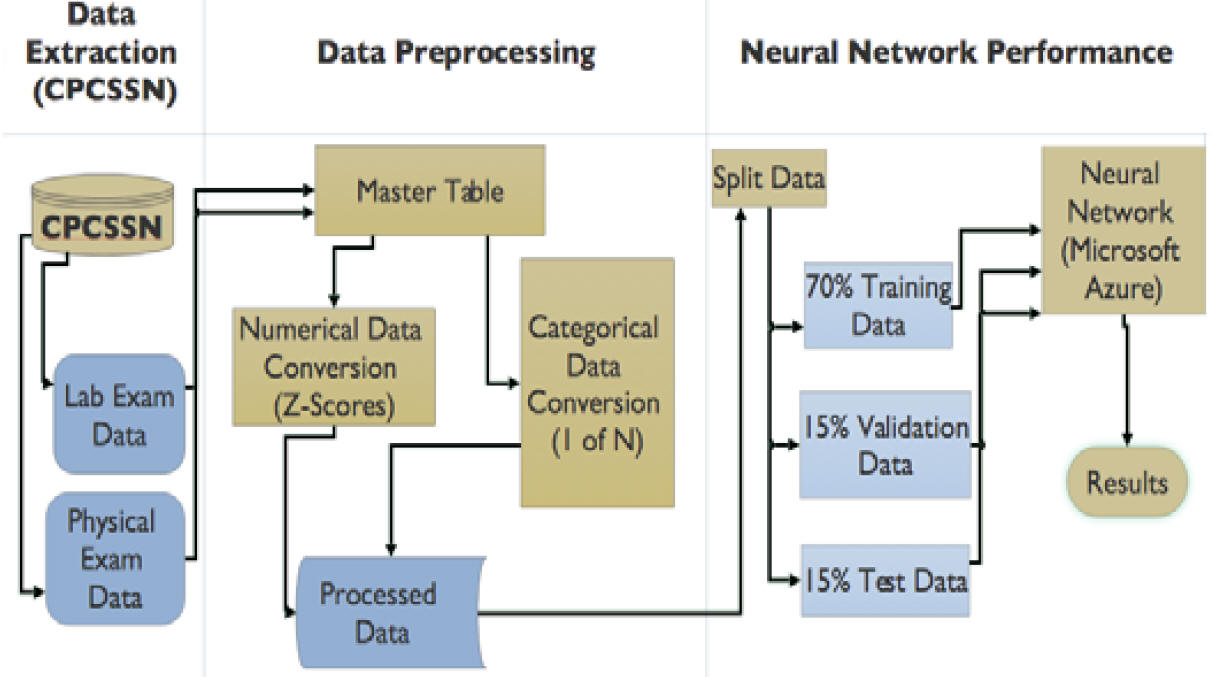 Data
Extraction
(CPCSSN)
Data Preprocessing
Neural Network Performance
CPCSSN
Lab Exam
Data
Physical
Exam
Data
Master Table
Numerical Data
Conversion
(Z-Scores)
Categorical
Data
Conversion
(1 of N)
Processed
Data
Split Data
70% Training
Data
15% Validation
Data
15% Test Data
Neural
Network
(Microsoft
Azure)
Results